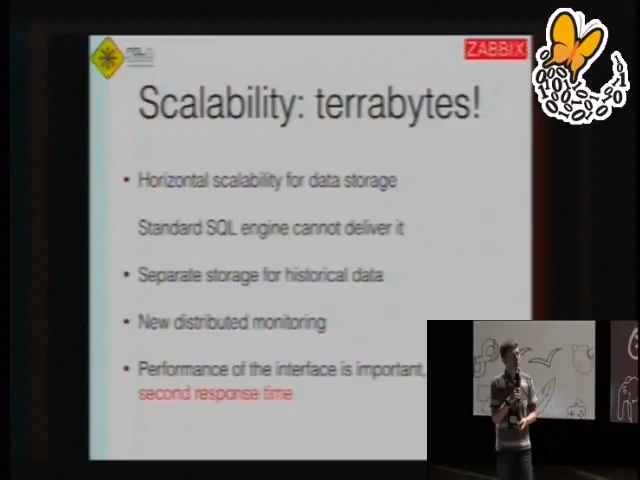 ZABBIX
Scalability: terrabytes!
• Horizontal scalability for data storage
Standard SQL engine cannot deliver it
• Separate storage for historical data
• New distributed monitoring
• Performance of the interface is important,
second response time